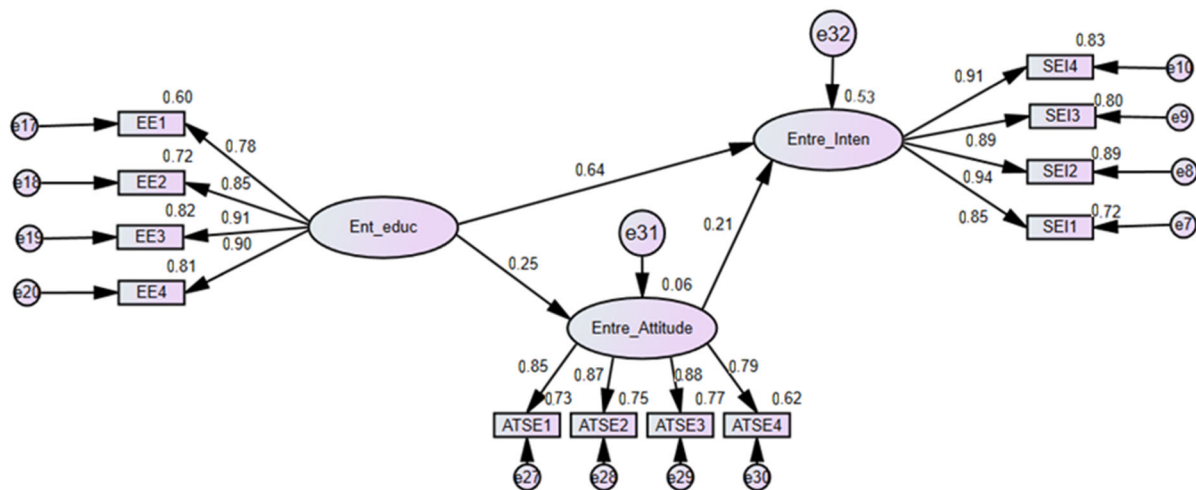 e32
0.83
SEI4
e10
0.91
0.53
0.60
e17
EE1
0.80
SEI3
e9
Entre_Inten
0.89
0.78
0.72
0.89
e18
EE2
0.85
0.64
SEI2
e8
0.94
0.82
0.91
e19
EE3
Ent_educ
0.85
0.72
SEI1
e7
0.90
0.81
e31
0.21
e20
EE4
0.25
0.06
Entre_Attitude
0.85
0.87
0.88
0.79
0.73
0.75
0.77
0.62
ATSE1
ATSE2
ATSE3
ATSE4
e27
e28
e29
e30